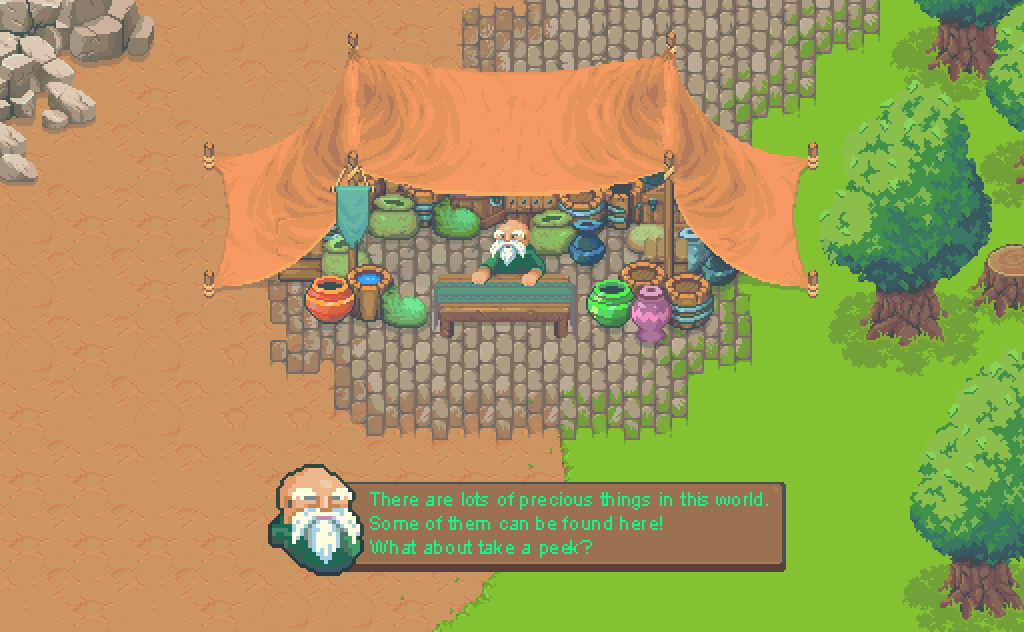 There are lots of precious things in this world.
Some of them can be found here!
What about take a peek?